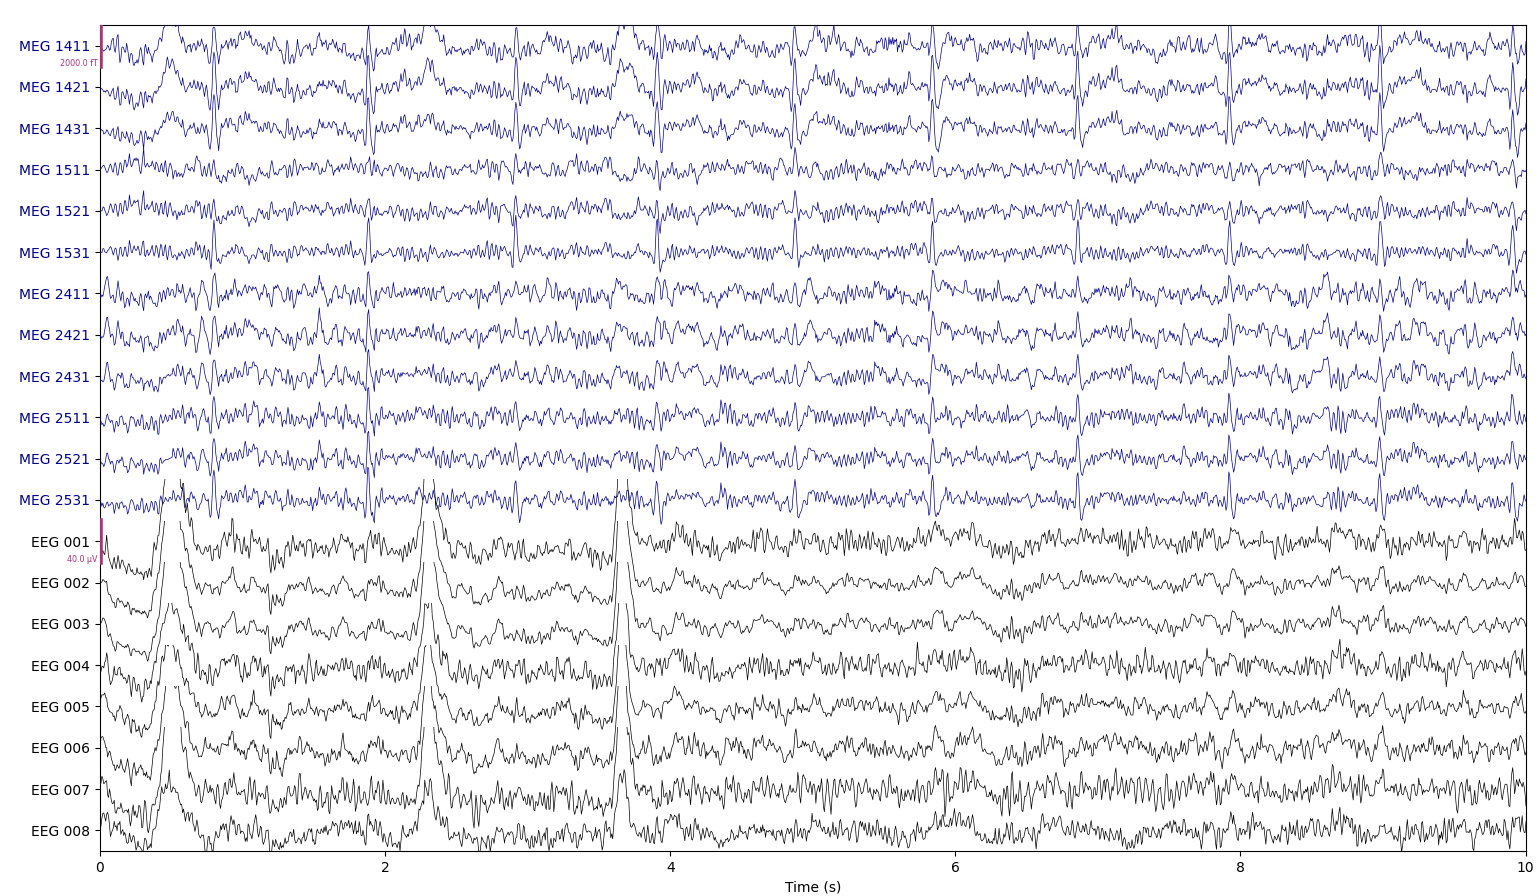 MEG 1411
2000.0 fT
MEG 1421
MEG 1431
MEG 1511
MEG 1521
MEG 1531
MEG 2411
MEG 2421
MEG 2431
MEG 2511
MEG 2521
MEG 2531
EEG 001
40.0 µV
EEG 002
EEG 003
EEG 004
EEG 005
EEG 006
EEG 007
EEG 008
0 2 4 6 8 10
Time (s)